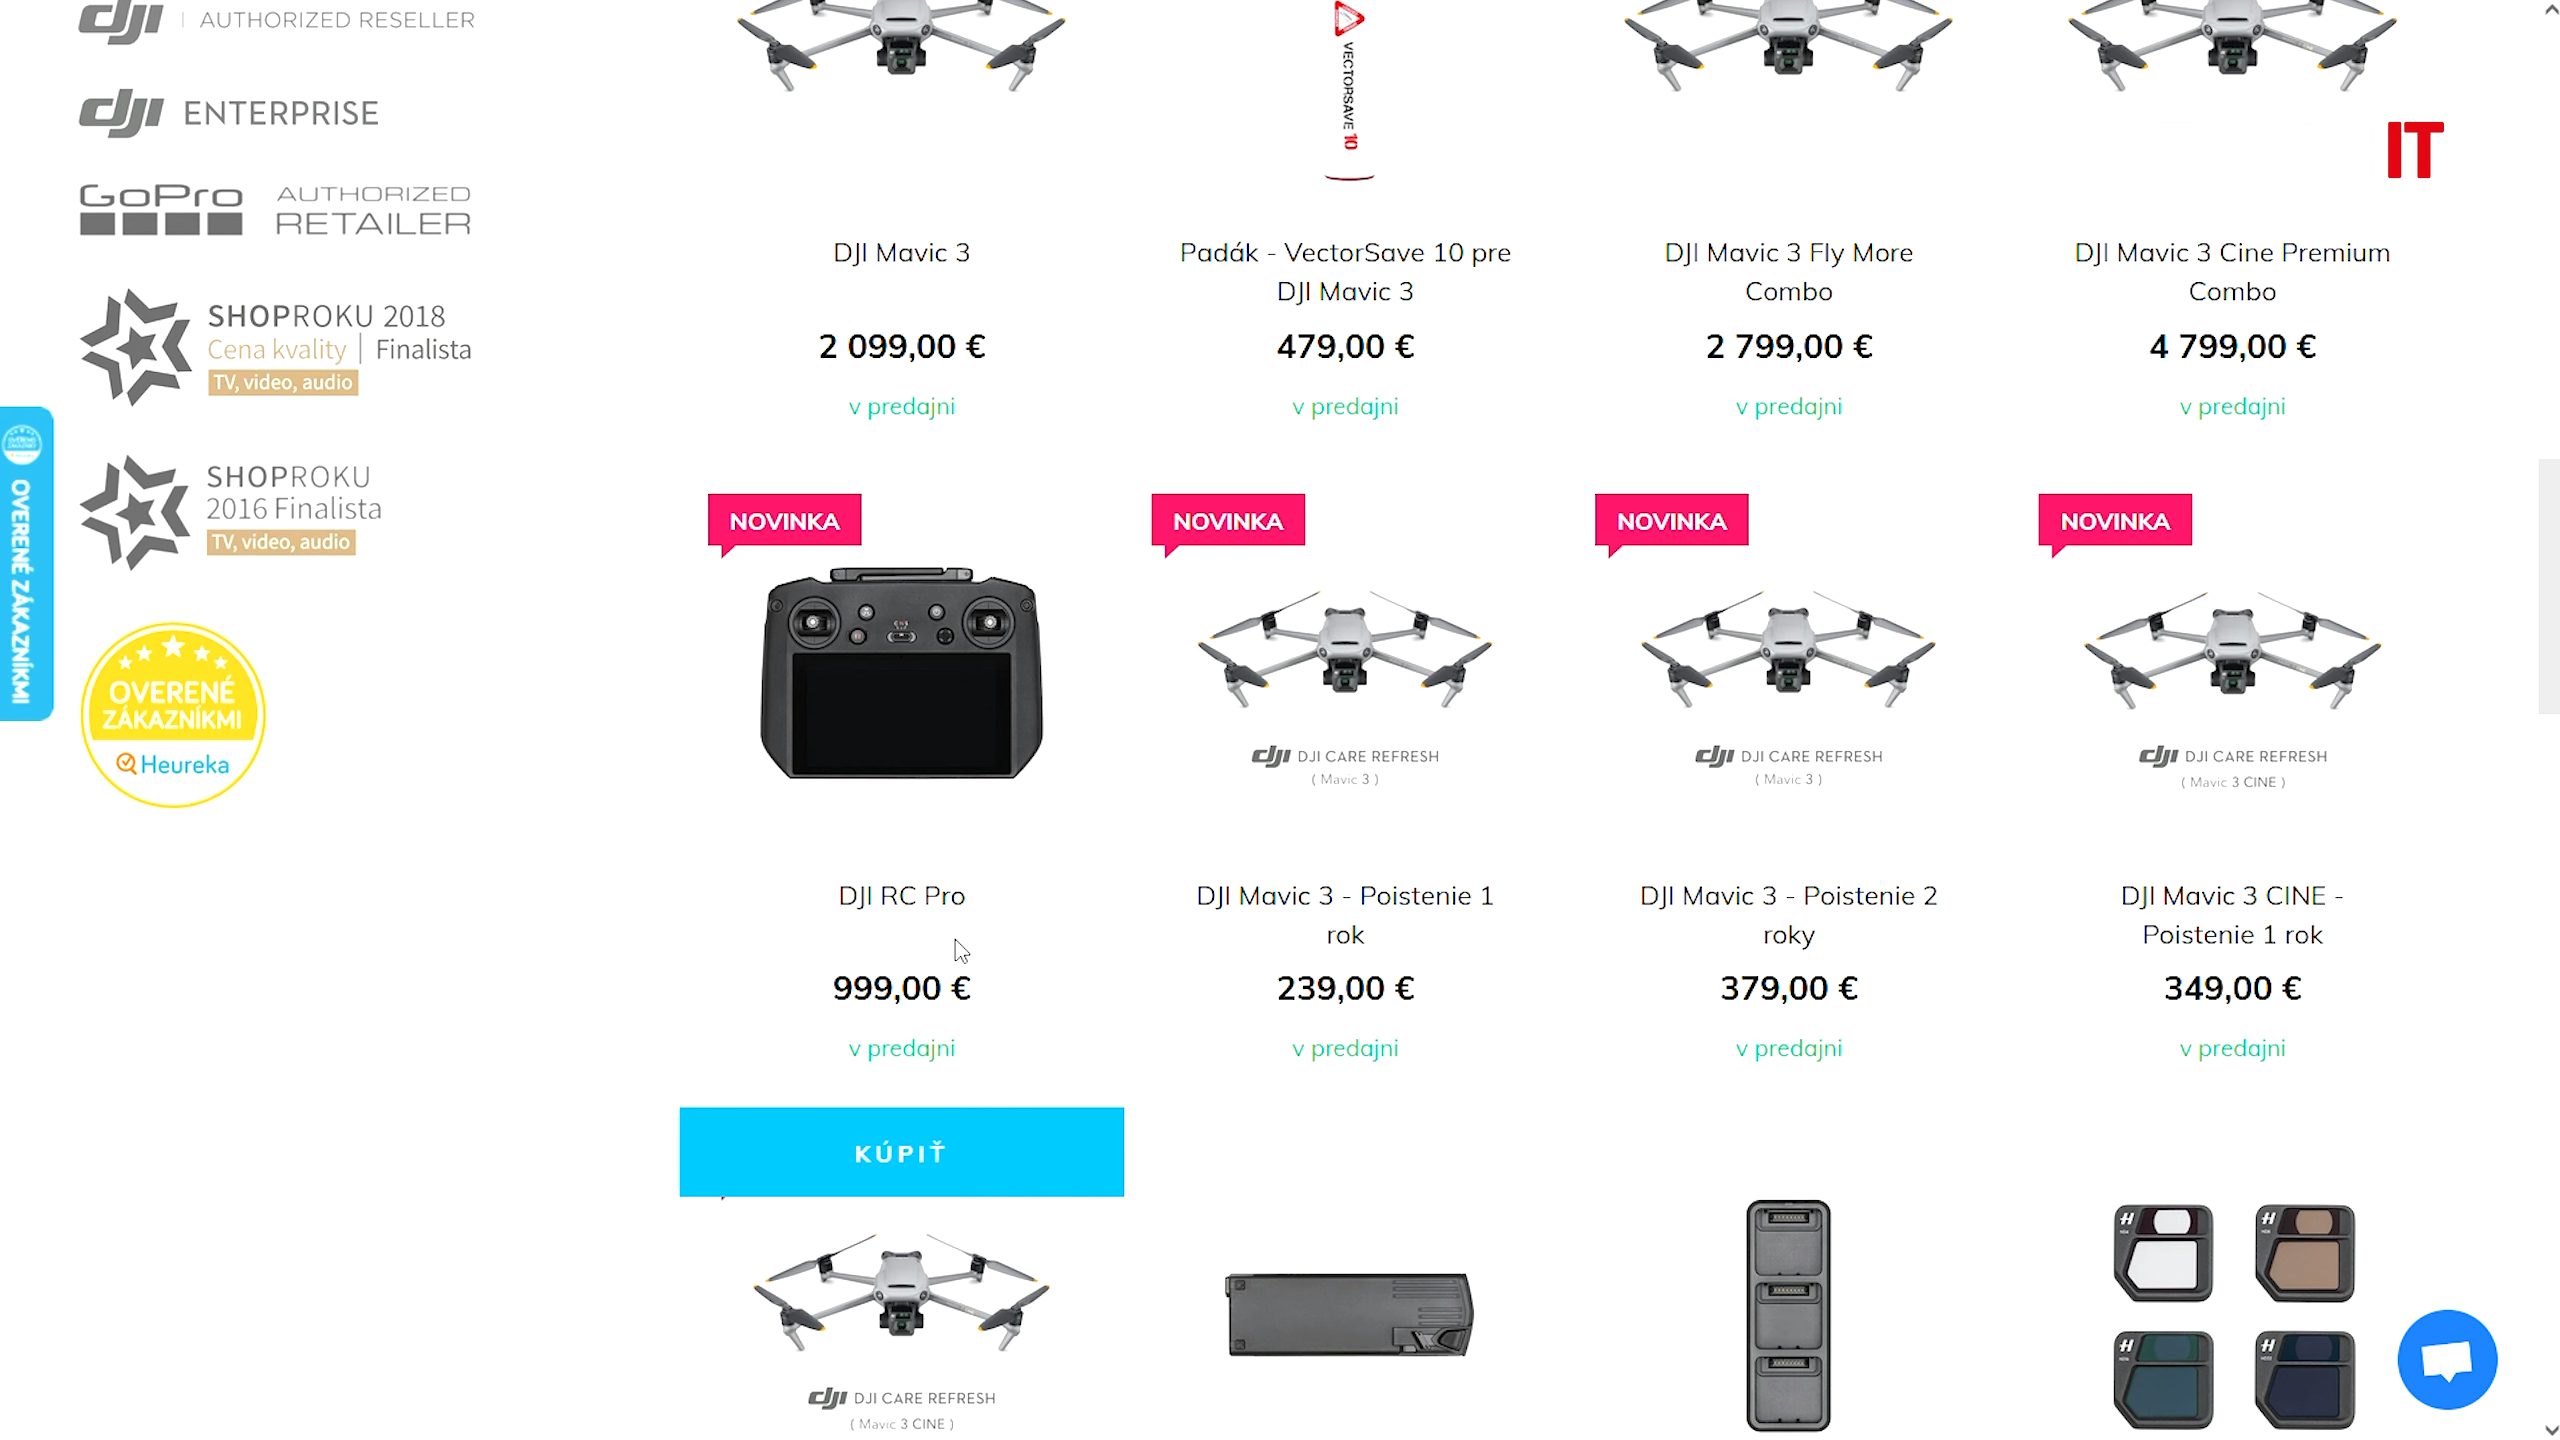 dji AUTHORIZED RESELLER
dji ENTERPRISE
GoPro AUTHORIZED
RETAILER
SHOPROKU 2018
Cena kvality | Finalista
TV, video, audio
SHOPROKU
2016 Finalista
TV, video, audio
OVERENÉ ZÁKAZNÍKMI
OVERENÉ
ZÁKAZNÍKMI
Heureka
VECTORSAVE 10
IT
DJI Mavic 3
2 099,00 €
v predajni
Padák - VectorSave 10 pre
DJI Mavic 3
479,00 €
v predajni
DJI Mavic 3 Fly More
Combo
2 799,00 €
v predajni
DJI Mavic 3 Cine Premium
Combo
4 799,00 €
v predajni
NOVINKA
DJI RC Pro
999,00 €
v predajni
KÚPIŤ
NOVINKA
dji DJI CARE REFRESH
( Mavic 3 )
DJI Mavic 3 - Poistenie 1
rok
239,00 €
v predajni
NOVINKA
dji DJI CARE REFRESH
( Mavic 3 )
DJI Mavic 3 - Poistenie 2
roky
379,00 €
v predajni
NOVINKA
dji DJI CARE REFRESH
( Mavic 3 CINE )
DJI Mavic 3 CINE -
Poistenie 1 rok
349,00 €
v predajni
dji DJI CARE REFRESH
( Mavic 3 CINE )